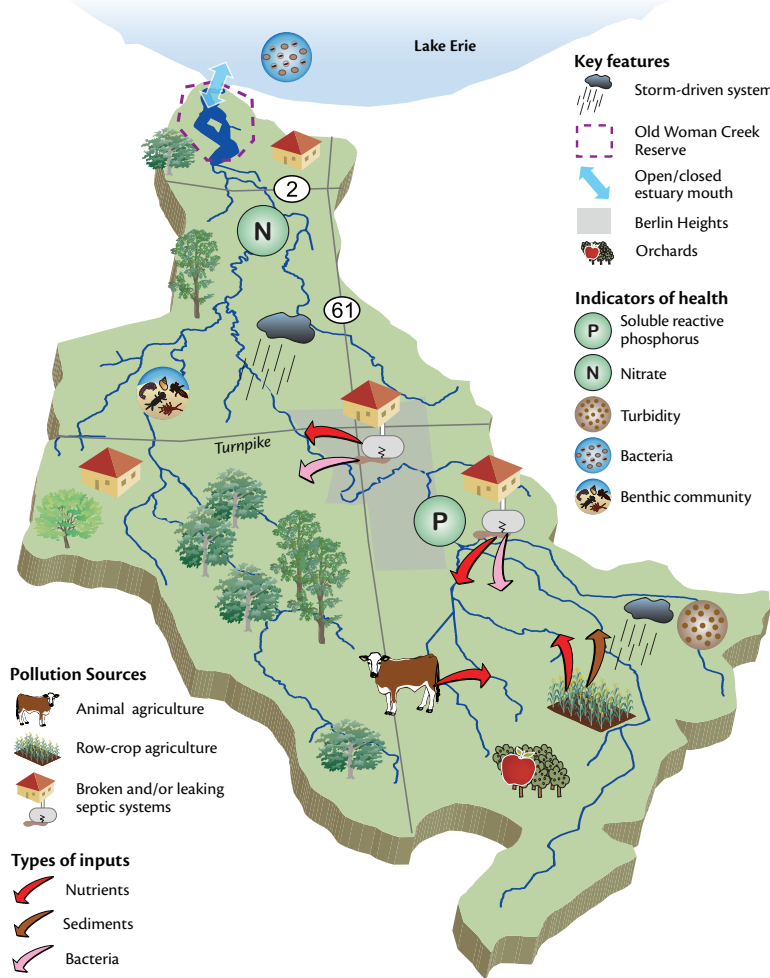 Lake Erie
Key features
Storm-driven system
Old Woman Creek
Reserve
Open/closed
estuary mouth
Berlin Heights
Orchards
Indicators of health
P
Soluble reactive
phosphorus
N
Nitrate
Turbidity
Bacteria
Benthic community
2
N
61
Turnpike
P
Pollution Sources
Animal agriculture
Row-crop agriculture
Broken and/or leaking
septic systems
Types of inputs
Nutrients
Sediments
Bacteria